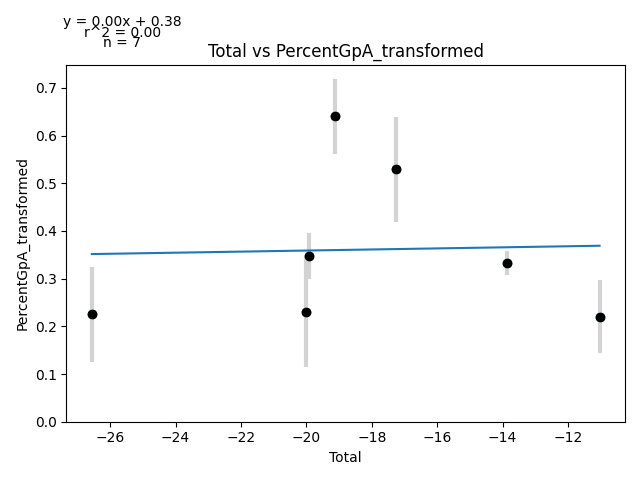 y = 0.00x + 0.38
r^2 = 0.00
n = 7
Total vs PercentGpA_transformed
PercentGpA_transformed
0.7
0.6
0.5
0.4
0.3
0.2
0.1
0.0
−26 −24 −22 −20 −18 −16 −14 −12
Total